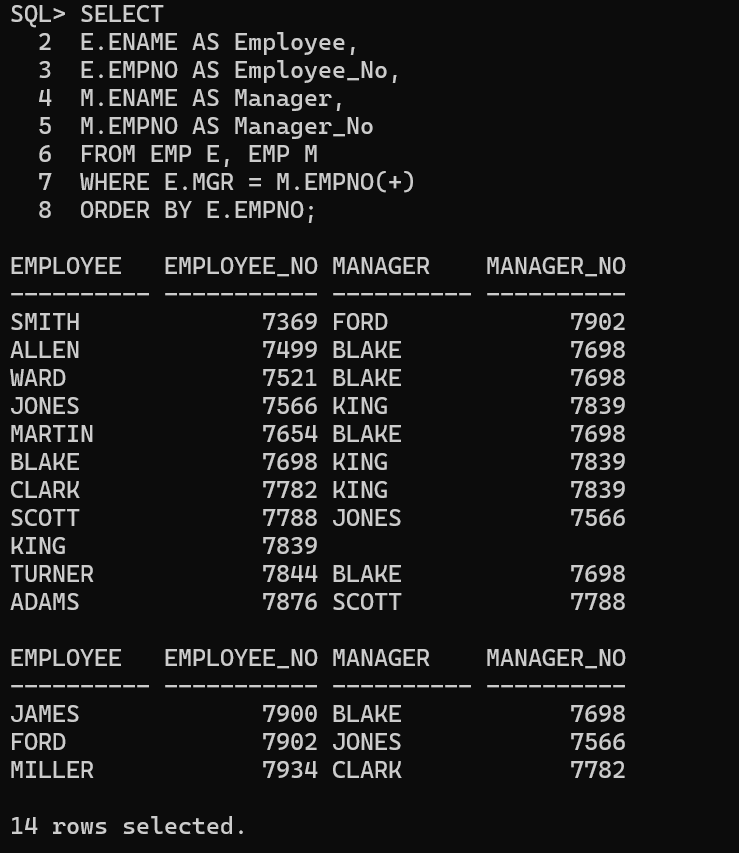 SQL> SELECT
  2  E.ENAME AS Employee,
  3  E.EMPNO AS Employee_No,
  4  M.ENAME AS Manager,
  5  M.EMPNO AS Manager_No
  6  FROM EMP E, EMP M
  7  WHERE E.MGR = M.EMPNO(+)
  8  ORDER BY E.EMPNO;

EMPLOYEE   EMPLOYEE_NO MANAGER    MANAGER_NO
---------- ----------- ---------- ----------
SMITH             7369 FORD             7902
ALLEN             7499 BLAKE            7698
WARD              7521 BLAKE            7698
JONES             7566 KING             7839
MARTIN            7654 BLAKE            7698
BLAKE             7698 KING             7839
CLARK             7782 KING             7839
SCOTT             7788 JONES            7566
KING              7839
TURNER            7844 BLAKE            7698
ADAMS             7876 SCOTT            7788

EMPLOYEE   EMPLOYEE_NO MANAGER    MANAGER_NO
---------- ----------- ---------- ----------
JAMES             7900 BLAKE            7698
FORD              7902 JONES            7566
MILLER            7934 CLARK            7782

14 rows selected.